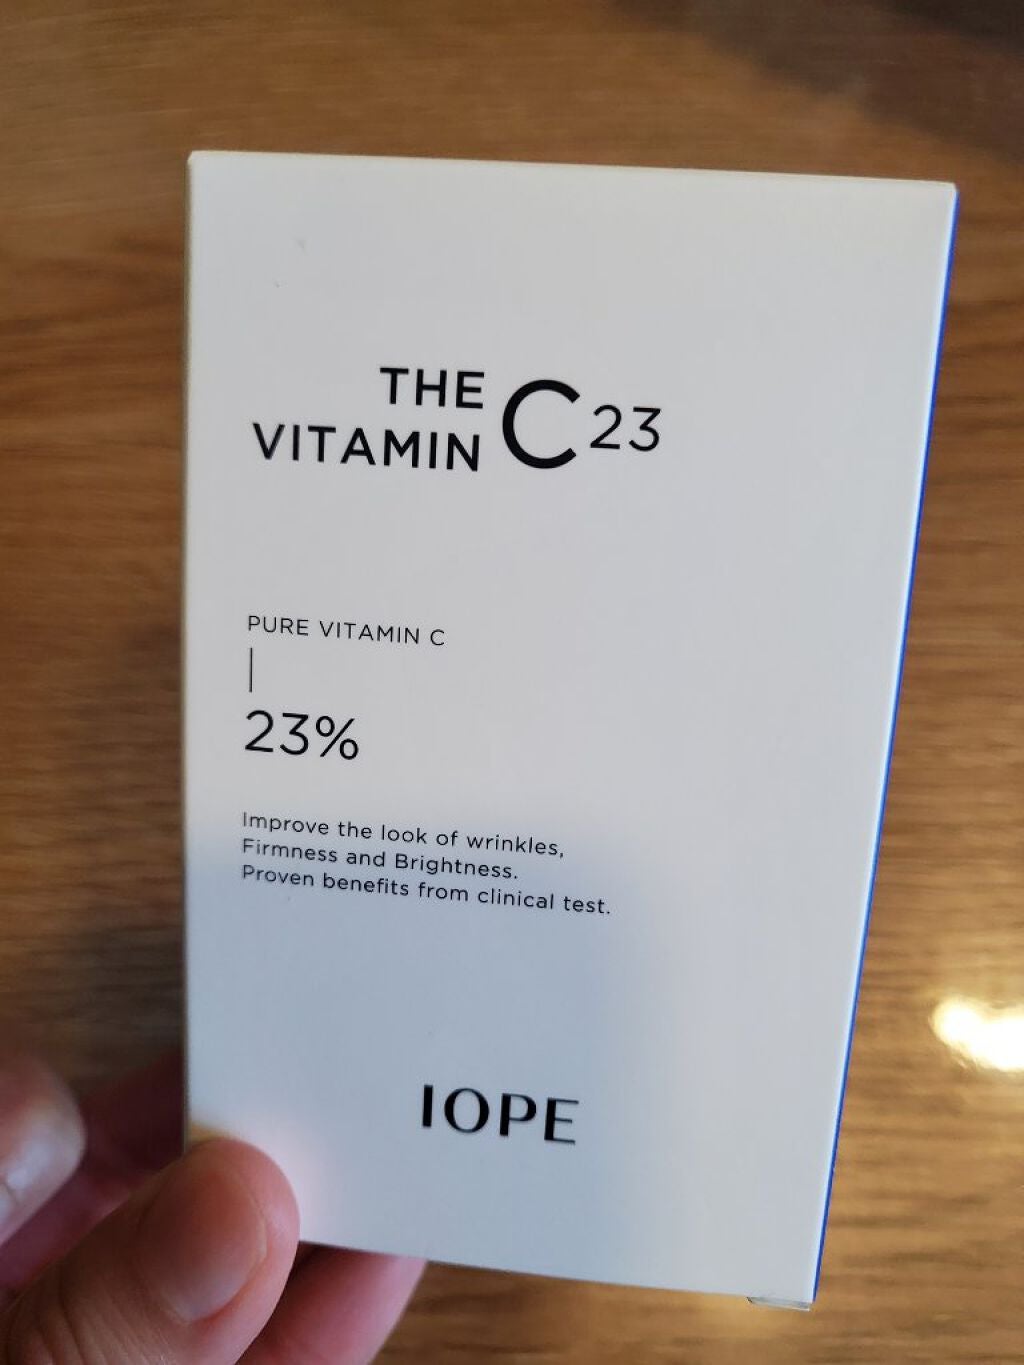 THE
VITAMIN C 23
PURE VITAMIN C
23%
Improve the look of wrinkles,
Firmness and Brightness.
Proven benefits from clinical test.
IOPE